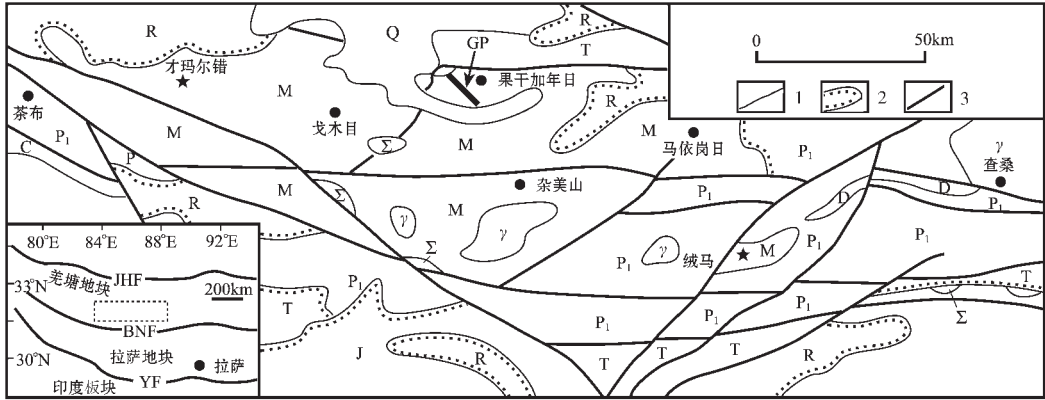 R
Q
R
T
GP
0 50km
1 2 3
才玛尔错
果干加年日
茶布
M
戈木日
R
P₁
M
M
M
马依岗日
P₁
γ
查桑
C
P
Σ
M
Σ
杂美山
P₁
D
D
P₁
R
M
γ
γ
P₁
γ
绒马
M
P₁
P₁
Σ
80°E 84°E 88°E 92°E
33°N
羌塘地块
JHF
200km
BNF
30°N
拉萨地块
拉萨
印度板块
YF
P₁
T
J
R
P₁
P₁
P₁
T
Σ
T
T
T
R